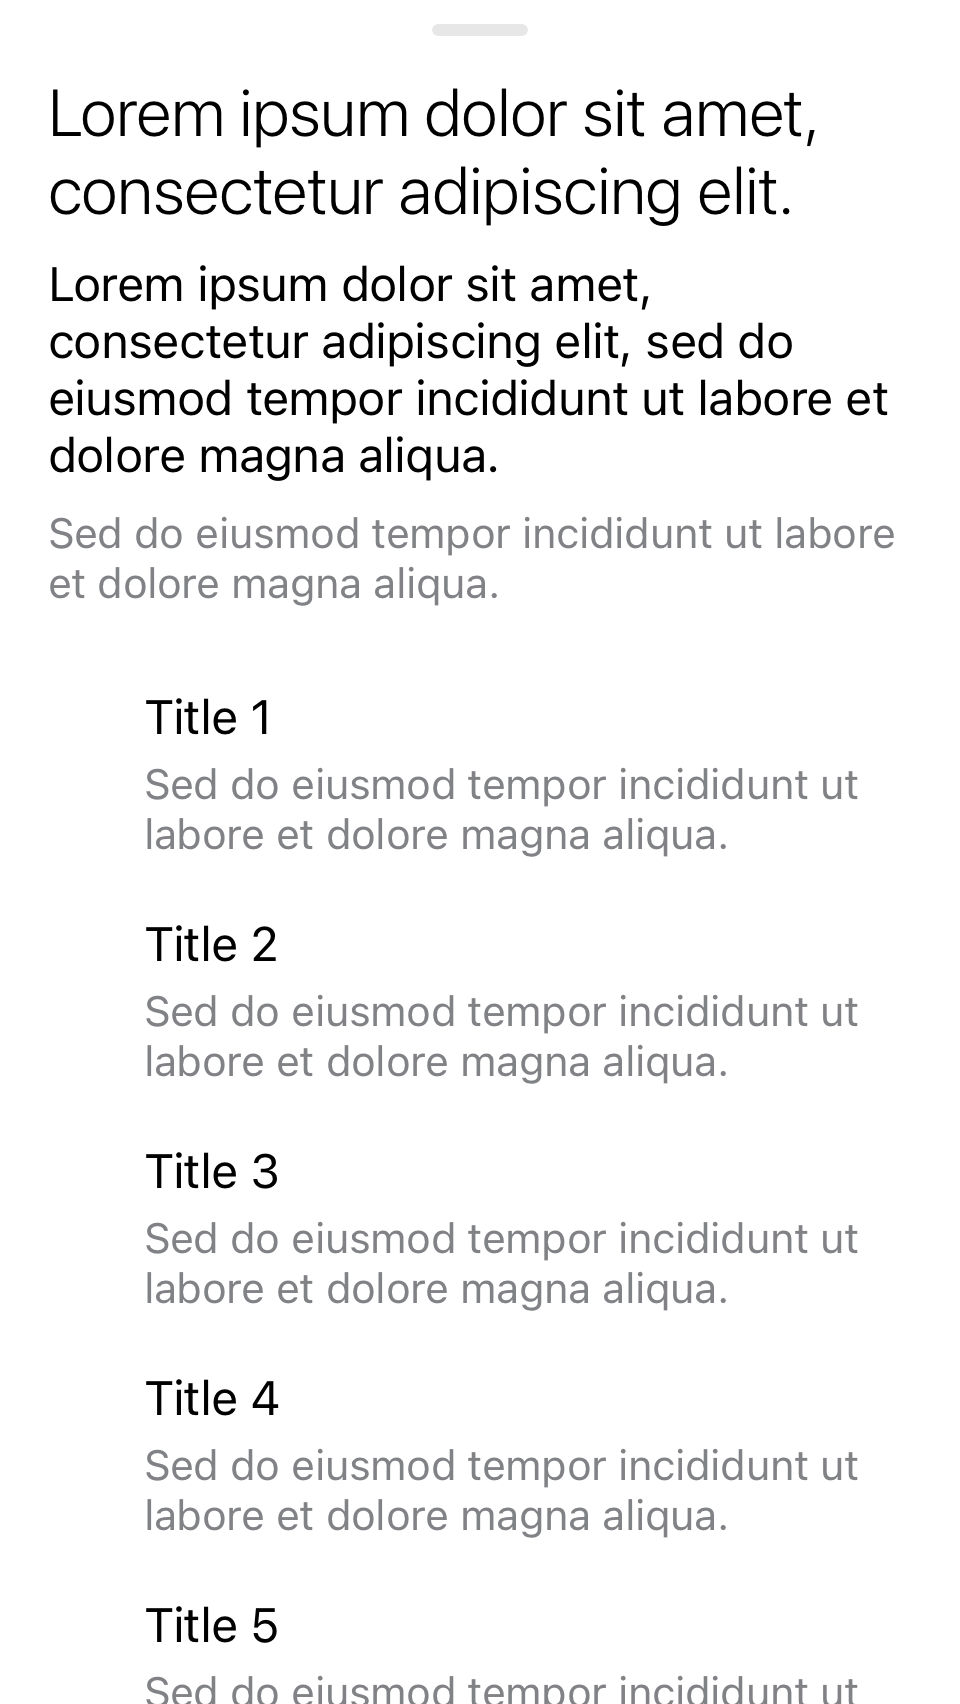 Lorem ipsum dolor sit amet,
consectetur adipiscing elit.
Lorem ipsum dolor sit amet,
consectetur adipiscing elit, sed do
eiusmod tempor incididunt ut labore et
dolore magna aliqua.
Sed do eiusmod tempor incididunt ut labore
et dolore magna aliqua.
Title 1
Sed do eiusmod tempor incididunt ut
labore et dolore magna aliqua.
Title 2
Sed do eiusmod tempor incididunt ut
labore et dolore magna aliqua.
Title 3
Sed do eiusmod tempor incididunt ut
labore et dolore magna aliqua.
Title 4
Sed do eiusmod tempor incididunt ut
labore et dolore magna aliqua.
Title 5
Sed do eiusmod tempor incididunt ut